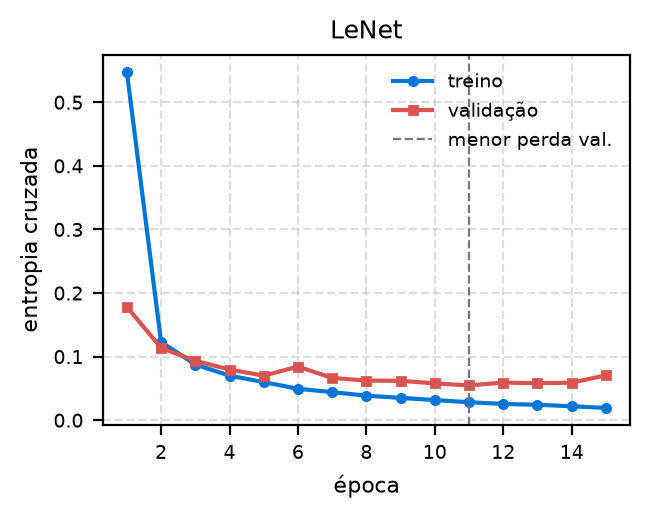 LeNet
treino
validação
menor perda val.
entropia cruzada
0.5
0.4
0.3
0.2
0.1
0.0
2 4 6 8 10 12 14
época